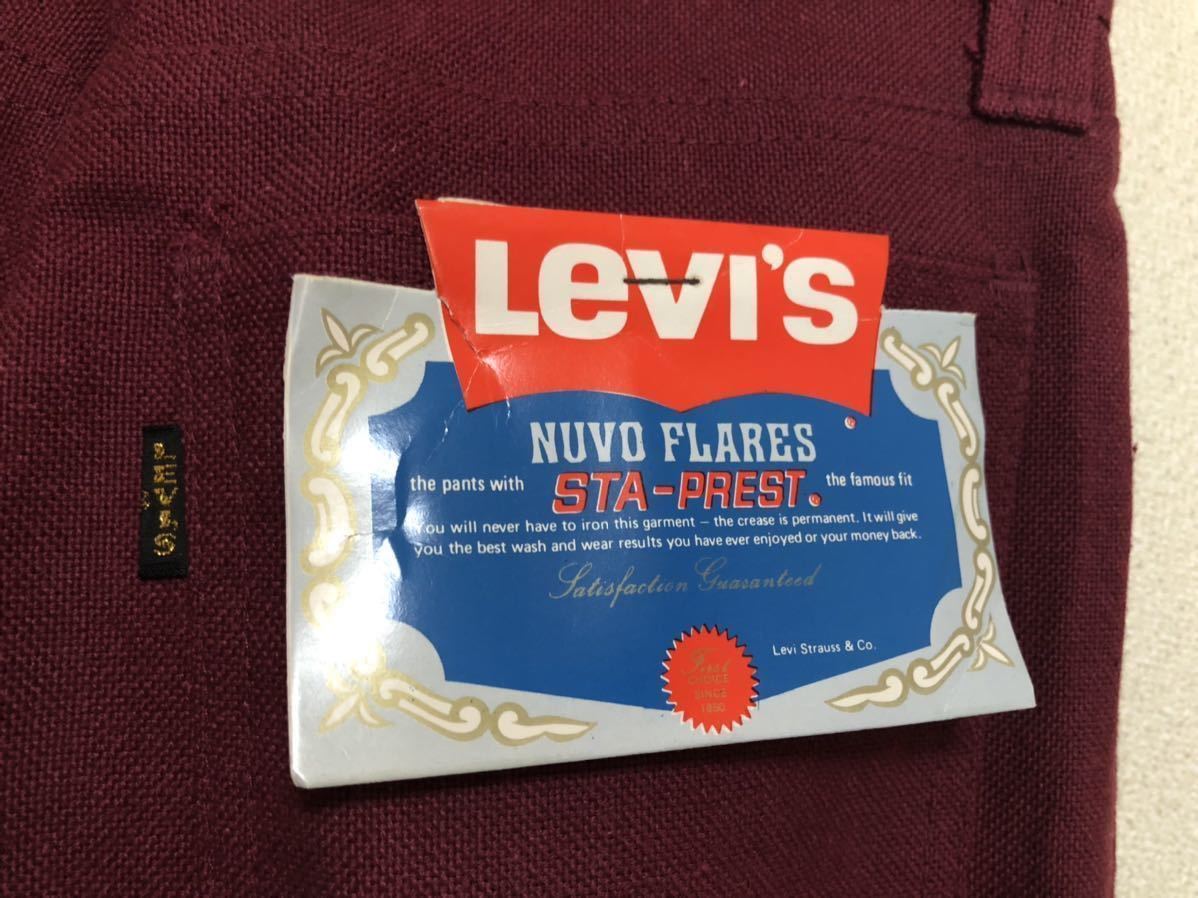 LEVI'S
NUVO FLARES
the pants with STA-PREST. the famous fit
You will never have to iron this garment – the crease is permanent. It will give
you the best wash and wear results you have ever enjoyed or your money back.
Satisfaction Guaranteed
Levi Strauss & Co.
First
CHOICE
SINCE
1850
LEVI'S